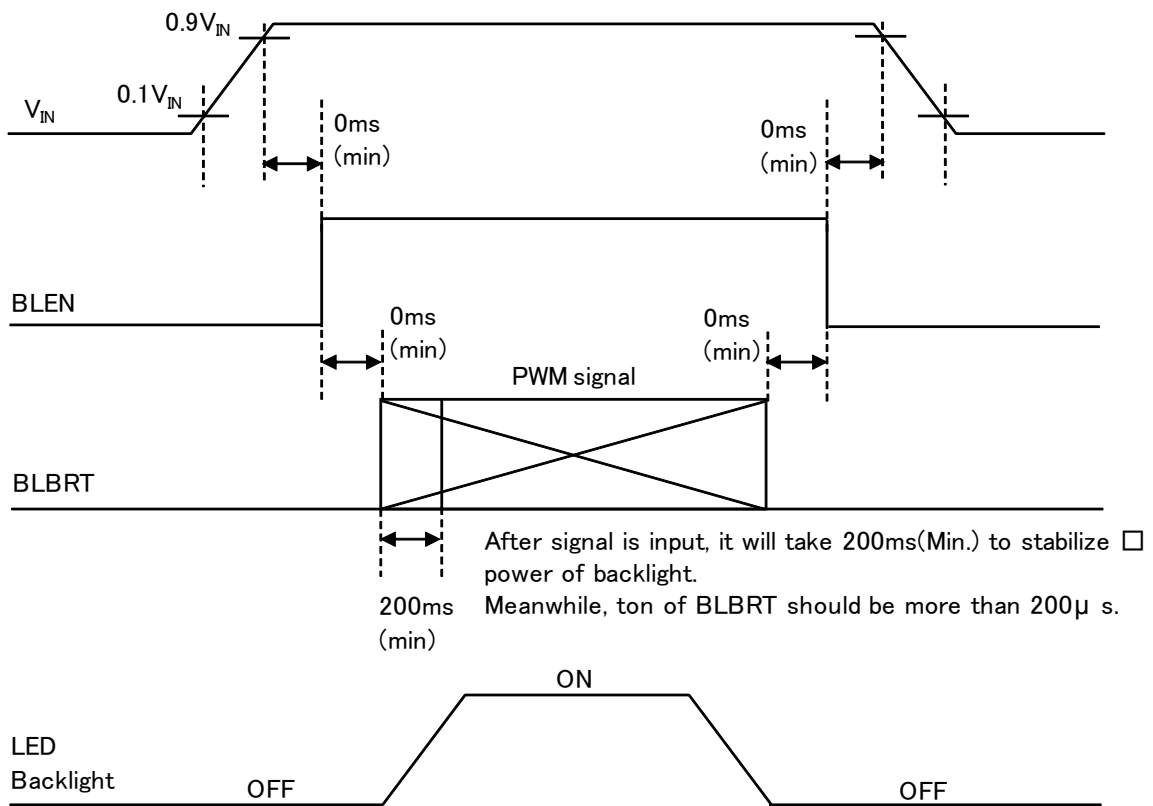 0.9VIN
0.1VIN
VIN
0ms
(min)
0ms
(min)
BLEN
0ms
(min)
0ms
(min)
PWM signal
BLBRT
After signal is input, it will take 200ms(Min.) to stabilize □
power of backlight.
200ms
(min)
Meanwhile, ton of BLBRT should be more than 200μ s.
ON
LED
Backlight
OFF
OFF